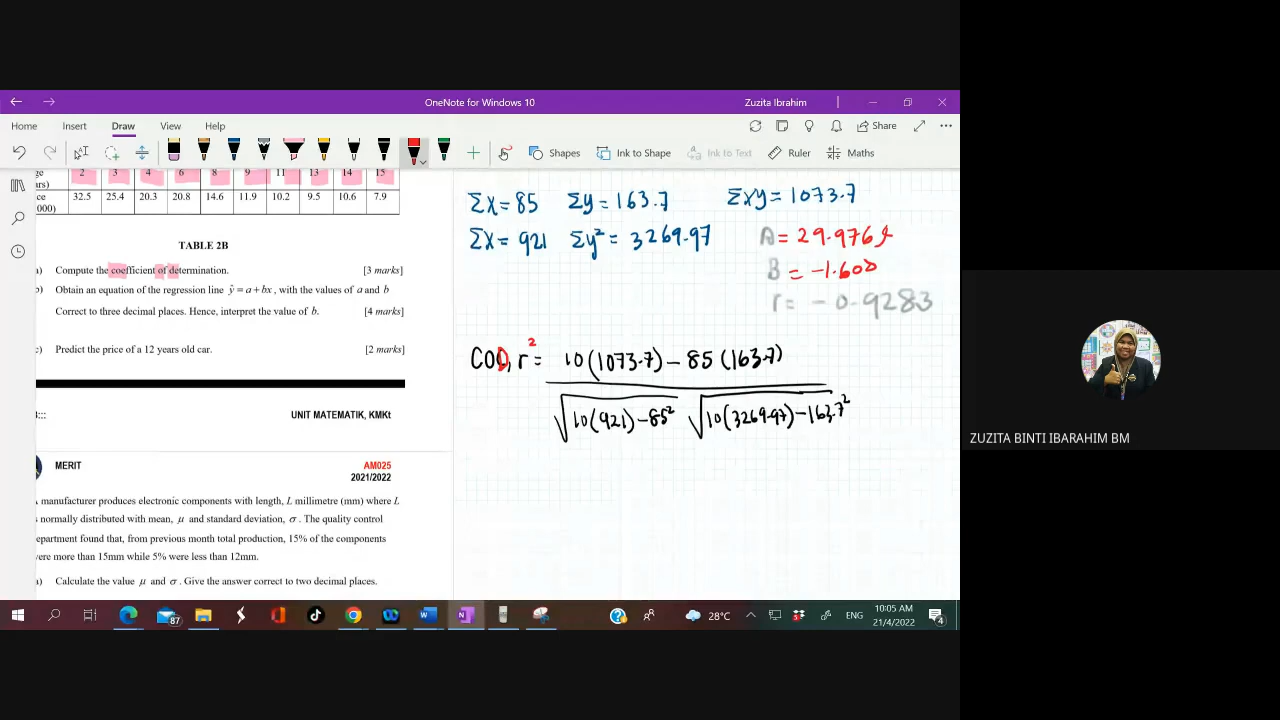 OneNote for Windows 10
Zuzita Ibrahim
Home Insert Draw View Help
Share
Shapes Ink to Shape Ink to Text Ruler Maths
2 3 4 6 8 9 11 13 14 15
32.5 25.4 20.3 20.8 14.6 11.9 10.2 9.5 10.6 7.9
000)
TABLE 2B
Compute the coefficient of determination. [3 marks]
Obtain an equation of the regression line ŷ = a + bx, with the values of a and b
Correct to three decimal places. Hence, interpret the value of b. [4 marks]
Predict the price of a 12 years old car. [2 marks]
UNIT MATEMATIK, KMKt
MERIT AM025
2021/2022
manufacturer produces electronic components with length, L millimetre (mm) where L
normally distributed with mean, μ and standard deviation, σ. The quality control
epartment found that, from previous month total production, 15% of the components
vere more than 15mm while 5% were less than 12mm.
Calculate the value μ and σ. Give the answer correct to two decimal places.
Σx = 85 Σy = 163.7 Σxy = 1073.7
Σx = 921 Σy² = 3269.97
A = 29.976
B = -1.600
r = -0.9283
COD, r² = 10(1073.7) - 85(163.7)
√10(921) - 85² √10(3269.97) - 163.7²
ZUZITA BINTI IBARAHIM BM
87
28°C
ENG
10:05 AM
21/4/2022
4